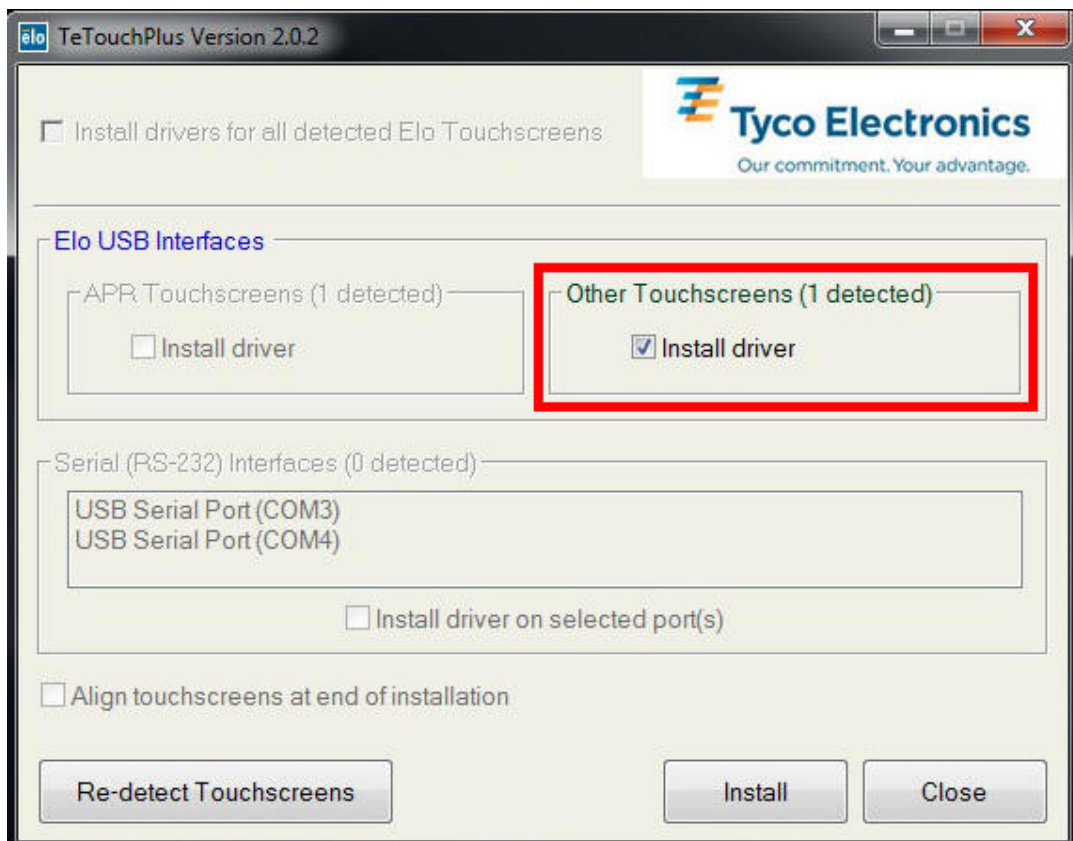 elo TeTouchPlus Version 2.0.2
Install drivers for all detected Elo Touchscreens
Tyco Electronics
Our commitment. Your advantage.
Elo USB Interfaces
APR Touchscreens (1 detected)
Install driver
Other Touchscreens (1 detected)
Install driver
Serial (RS-232) Interfaces (0 detected)
USB Serial Port (COM3)
USB Serial Port (COM4)
Install driver on selected port(s)
Align touchscreens at end of installation
Re-detect Touchscreens
Install
Close